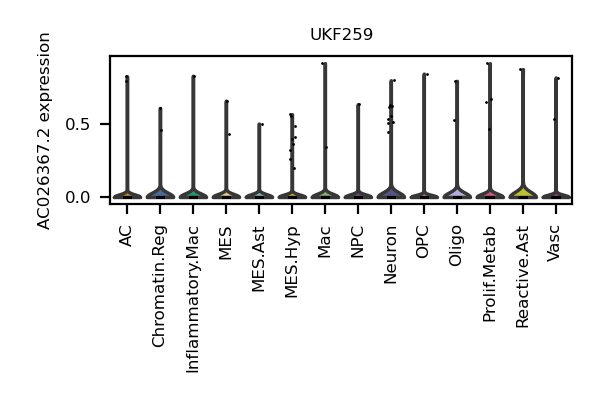 UKF259
AC026367.2 expression
0.5
0.0
AC
Chromatin.Reg
Inflammatory.Mac
MES
MES.Ast
MES.Hyp
Mac
NPC
Neuron
OPC
Oligo
Prolif.Metab
Reactive.Ast
Vasc